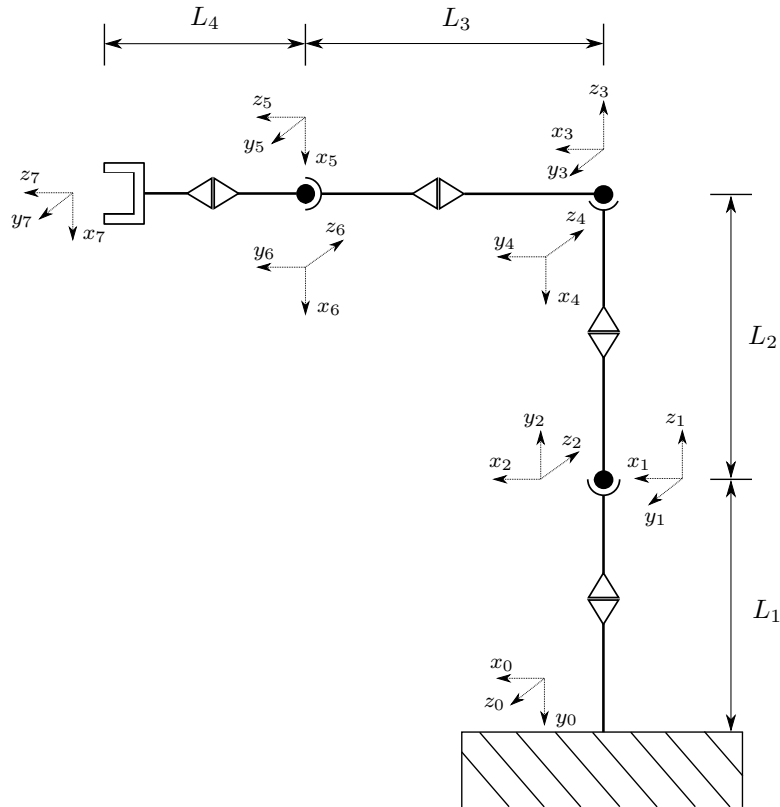 L₄ L₃
z₃
z₅
x₃
y₅
x₅
y₃
z₇
z₆
z₄
y₇
x₇
y₆
y₄
x₆
x₄
L₂
y₂
z₂
z₁
x₂
x₁
y₁
L₁
x₀
z₀
y₀